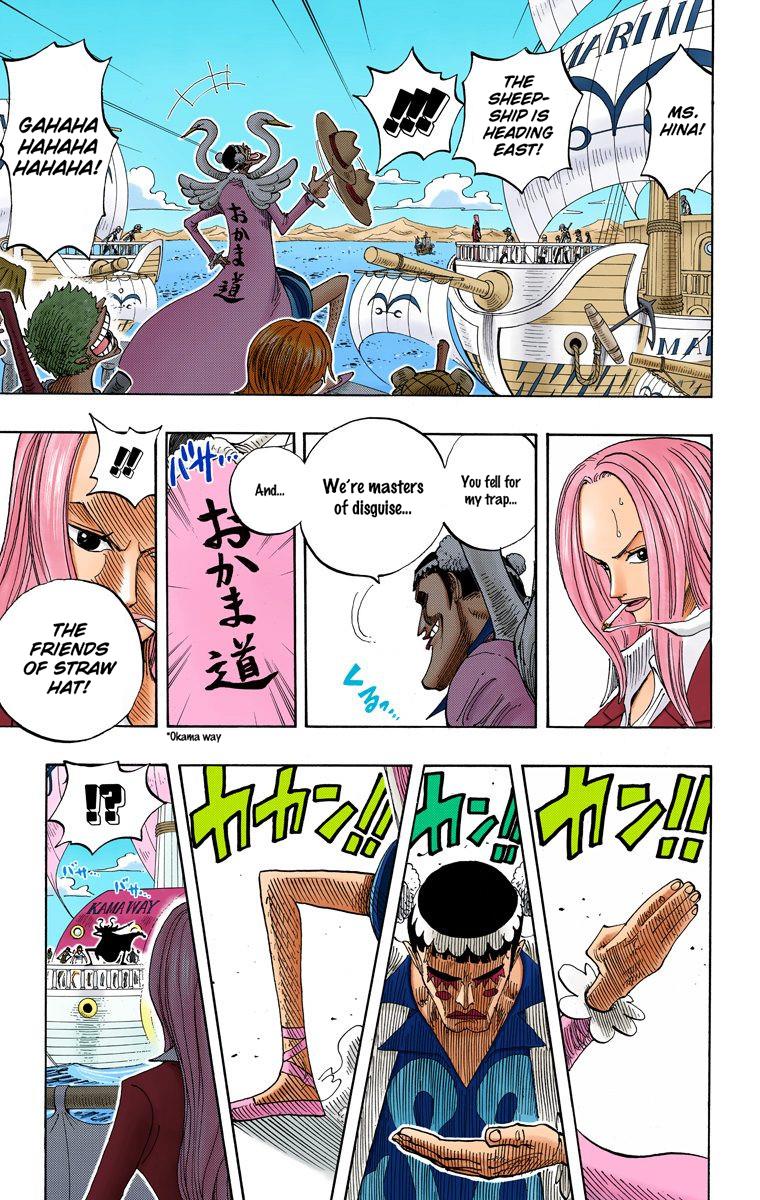 MS.
HINA!
THE
SHEEP-
SHIP IS
HEADING
EAST!
!!!!
GAHAHA
HAHAHA
HAHAHA!
MARINE
おかま道
MA
You fell for
my trap...
We're masters
of disguise...
くるっ...
And...
バサ...
おかま道
*Okama way
!!
THE
FRIENDS
OF STRAW
HAT!
カン!!
カン!!
カカン!!
!?
バサ...
バサ...
KAMA WAY